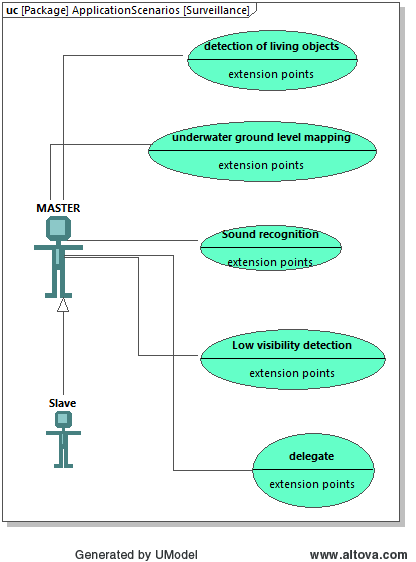 uc [Package] ApplicationScenarios [Surveillance]
detection of living objects
extension points
underwater ground level mapping
extension points
MASTER
Sound recognition
extension points
Low visibility detection
extension points
Slave
delegate
extension points
Generated by UModel
www.altova.com